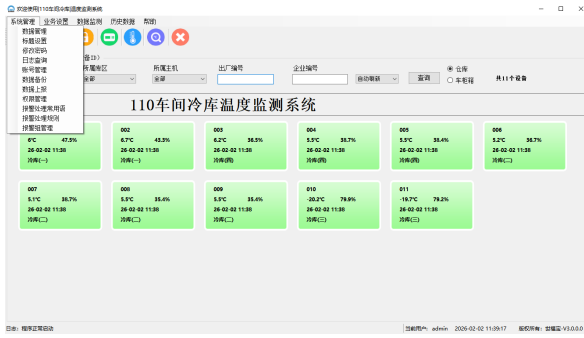 欢迎使用110车间冷库温度监测系统
系统管理 业务设置 数据监测 历史数据 帮助
数据管理
标题设置
修改密码
日志查询
账号管理
数据备份
数据上报
权限管理
报警处理常用语
报警处理规则
报警组管理
备ID)
所属库区 所属主机 出厂编号 企业编号
全部 全部 自动刷新 查询 仓库 车柜箱 共11个设备
110车间冷库温度监测系统
002 003 004 005 006
6°C 47.5% 6.7°C 43.5% 6.2°C 36.5% 5.5°C 36.7% 5.5°C 38.4% 5.2°C 36.7%
26-02-02 11:38 26-02-02 11:38 26-02-02 11:38 26-02-02 11:38 26-02-02 11:38 26-02-02 11:38
冷库(一) 冷库(一) 冷库(四) 冷库(四) 冷库(四) 冷库(二)
007 008 009 010 011
5.1°C 38.7% 5.5°C 35.4% 5.5°C 35.4% -20.2°C 79.9% -19.7°C 79.2%
26-02-02 11:38 26-02-02 11:38 26-02-02 11:38 26-02-02 11:38 26-02-02 11:38
冷库(二) 冷库(二) 冷库(二) 冷库(三) 冷库(三)
日志: 程序正常启动 当前用户: admin 2026-02-02 11:39:17 版权所有: 世福宝-V3.0.0.0